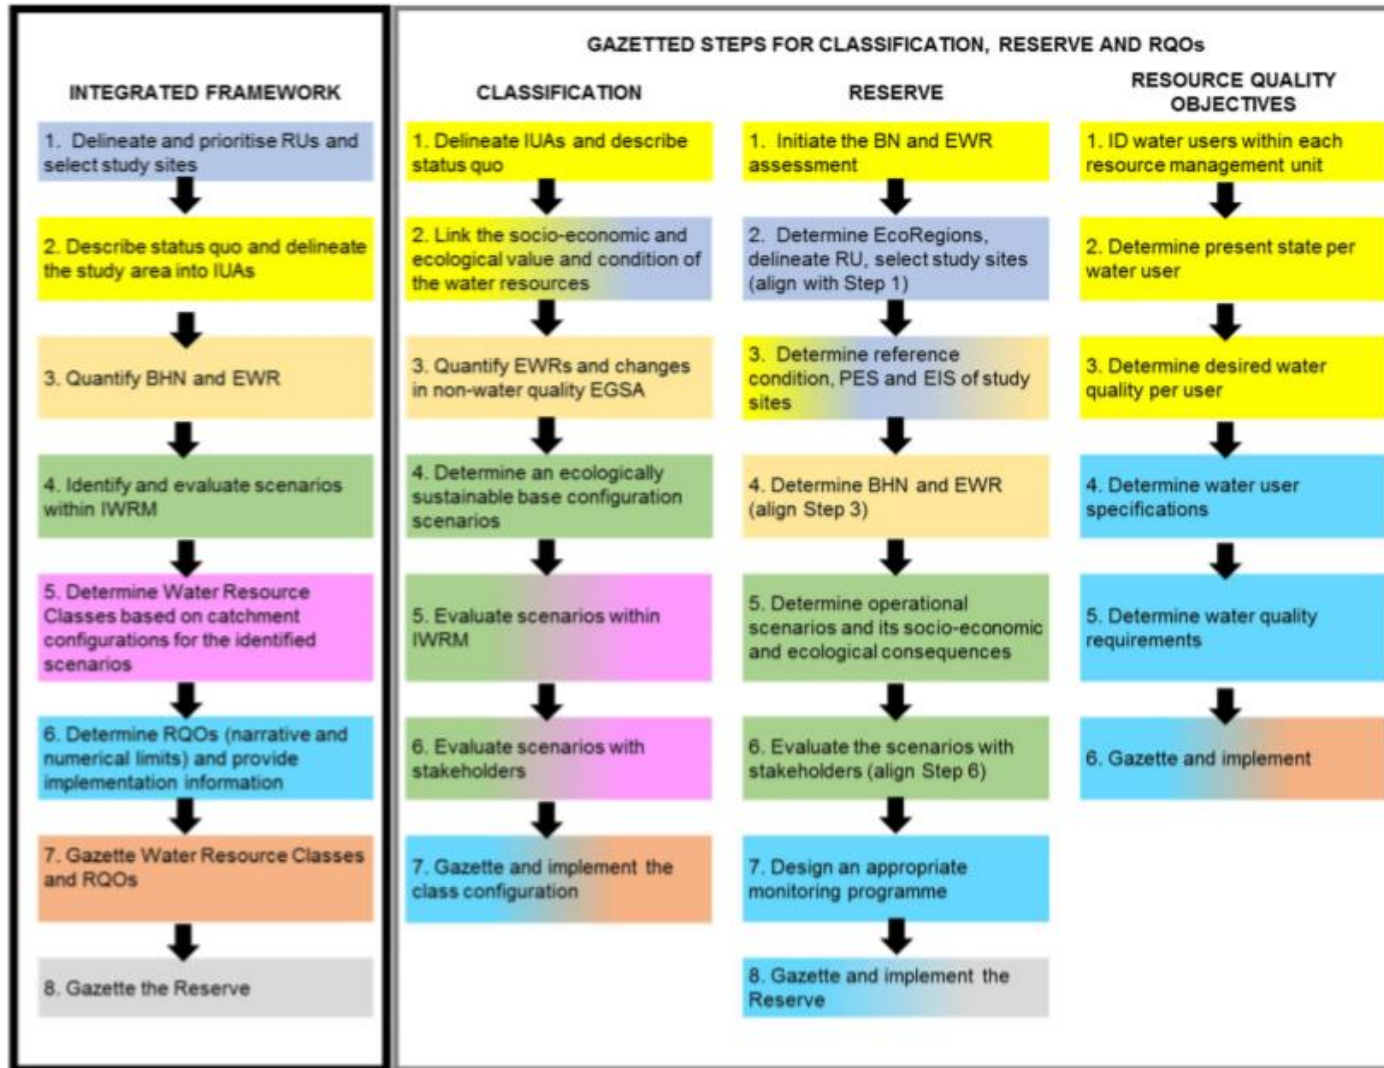 GAZETTED STEPS FOR CLASSIFICATION, RESERVE AND RQOs
INTEGRATED FRAMEWORK
1. Delineate and prioritise RUs and
select study sites
2. Describe status quo and delineate
the study area into IUAs
3. Quantify BHN and EWR
4. Identify and evaluate scenarios
within IWRM
5. Determine Water Resource
Classes based on catchment
configurations for the identified
scenarios
6. Determine RQOs (narrative and
numerical limits) and provide
implementation information
7. Gazette Water Resource Classes
and RQOs
8. Gazette the Reserve
CLASSIFICATION
1. Delineate IUAs and describe
status quo
2. Link the socio-economic and
ecological value and condition of
the water resources
3. Quantify EWRs and changes
in non-water quality EGSA
4. Determine an ecologically
sustainable base configuration
scenarios
5. Evaluate scenarios within
IWRM
6. Evaluate scenarios with
stakeholders
7. Gazette and implement the
class configuration
RESERVE
1. Initiate the BN and EWR
assessment
2. Determine EcoRegions,
delineate RU, select study sites
(align with Step 1)
3. Determine reference
condition, PES and EIS of study
sites
4. Determine BHN and EWR
(align Step 3)
5. Determine operational
scenarios and its socio-economic
and ecological consequences
6. Evaluate the scenarios with
stakeholders (align Step 6)
7. Design an appropriate
monitoring programme
8. Gazette and implement the
Reserve
RESOURCE QUALITY
OBJECTIVES
1. ID water users within each
resource management unit
2. Determine present state per
water user
3. Determine desired water
quality per user
4. Determine water user
specifications
5. Determine water quality
requirements
6. Gazette and implement